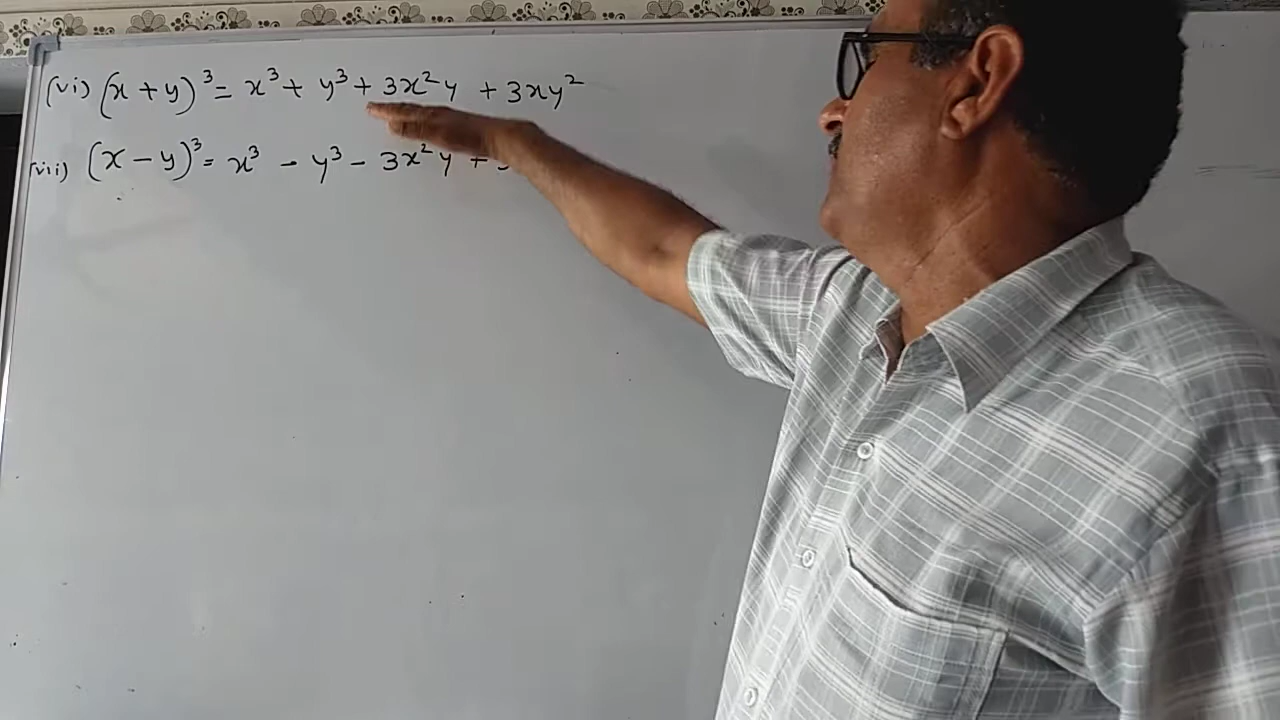 (vi) (x + y)³ = x³ + y³ + 3x²y + 3xy²
(vii) (x - y)³ = x³ - y³ - 3x²y +